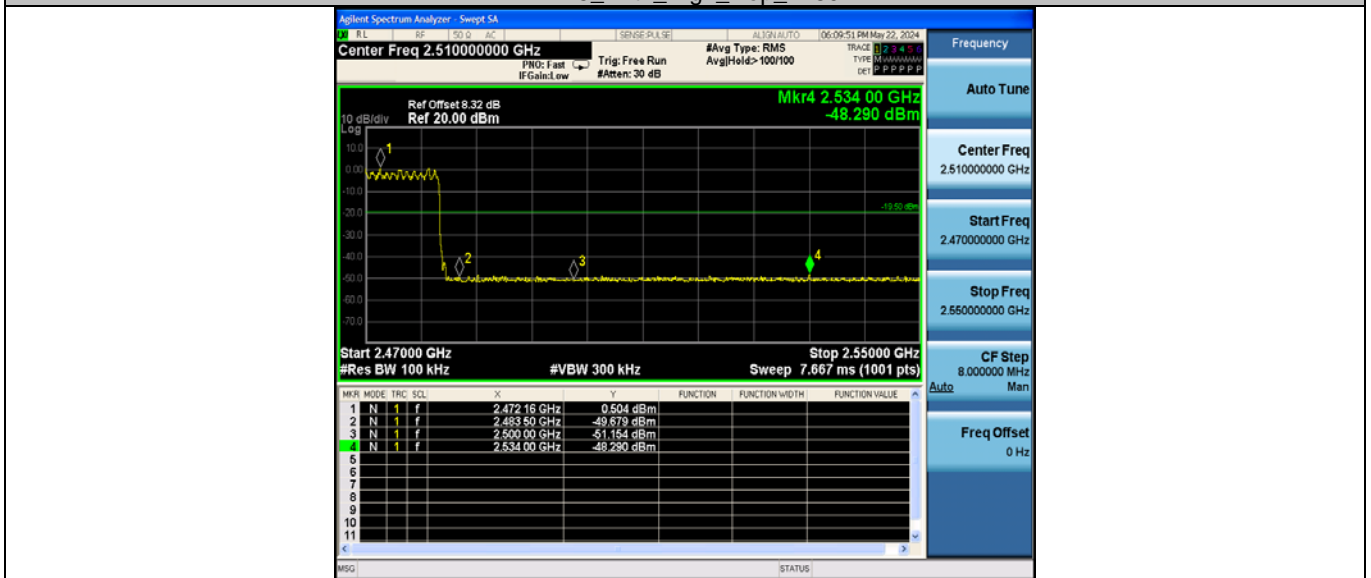 Agilent Spectrum Analyzer - Swept SA
RL RF 50 Ω AC SENSE:PULSE ALIGN AUTO 06:09:51 PM May 22, 2024
Center Freq 2.510000000 GHz
PNO: Fast
IFGain:Low
Trig: Free Run
#Atten: 30 dB
#Avg Type: RMS
Avg|Hold:> 100/100
TRACE 1 2 3 4 5 6
TYPE M
DET P P P P P P
Frequency
Mkr4 2.534 00 GHz
-48.290 dBm
Ref Offset 8.32 dB
10 dB/div Ref 20.00 dBm
Log
10.0
0.00
-10.0
-20.0
-30.0
-40.0
-50.0
-60.0
-70.0
1
2
3
4
-19.50 dBm
Start 2.47000 GHz Stop 2.55000 GHz
#Res BW 100 kHz #VBW 300 kHz Sweep 7.667 ms (1001 pts)
MKR MODE TRC SCL X Y FUNCTION FUNCTION WIDTH FUNCTION VALUE
1 N 1 f 2.472 16 GHz 0.504 dBm
2 N 1 f 2.483 50 GHz -49.679 dBm
3 N 1 f 2.500 00 GHz -51.154 dBm
4 N 1 f 2.534 00 GHz -48.290 dBm
5
6
7
8
9
10
11
MSG STATUS
Auto Tune
Center Freq
2.510000000 GHz
Start Freq
2.470000000 GHz
Stop Freq
2.550000000 GHz
CF Step
8.000000 MHz
Auto Man
Freq Offset
0 Hz